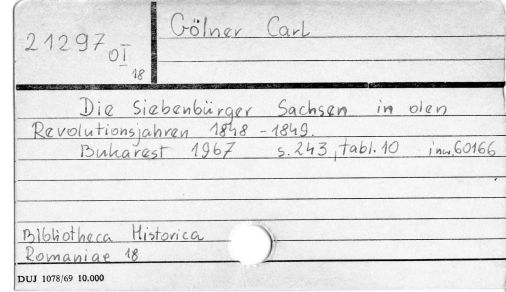 Gölner Carl
21297 OI 18
Die Siebenbürger Sachsen in olen
Revolutionsjahren 1848 - 1849.
Bukarest 1967 s. 243, tabl. 10 inw. 60166
Bibliotheca Historica
Romaniae 18
DUJ 1078/69 10.000